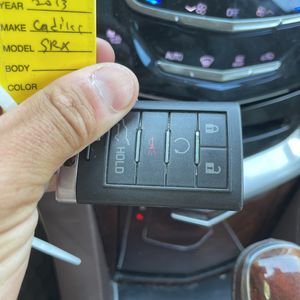 YEAR 2013
MAKE Cadillac
MODEL SRX
BODY
COLOR
HOLD